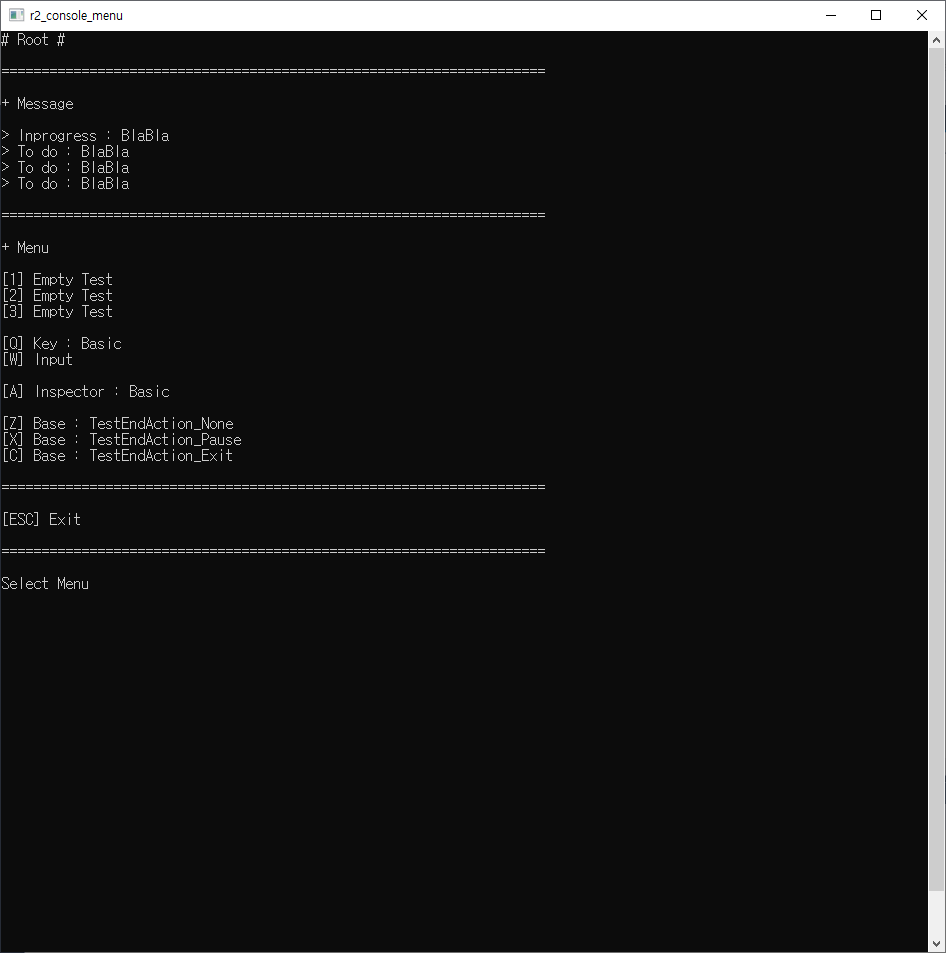 r2_console_menu
# Root #
====================================================================
+ Message
> Inprogress : BlaBla
> To do : BlaBla
> To do : BlaBla
> To do : BlaBla
====================================================================
+ Menu
[1] Empty Test
[2] Empty Test
[3] Empty Test
[Q] Key : Basic
[W] Input
[A] Inspector : Basic
[Z] Base : TestEndAction_None
[X] Base : TestEndAction_Pause
[C] Base : TestEndAction_Exit
====================================================================
[ESC] Exit
====================================================================
Select Menu